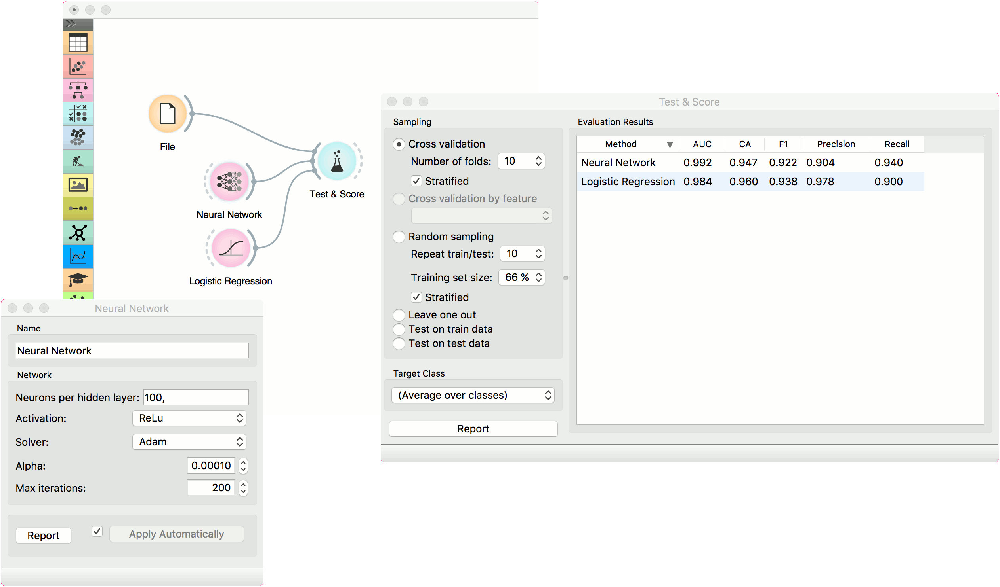 File
Neural Network
Logistic Regression
Test & Score
Test & Score
Sampling
Cross validation
Number of folds: 10
Stratified
Cross validation by feature
Random sampling
Repeat train/test: 10
Training set size: 66 %
Stratified
Leave one out
Test on train data
Test on test data
Target Class
(Average over classes)
Report
Evaluation Results
Method AUC CA F1 Precision Recall
Neural Network 0.992 0.947 0.922 0.904 0.940
Logistic Regression 0.984 0.960 0.938 0.978 0.900
Neural Network
Name
Neural Network
Network
Neurons per hidden layer: 100,
Activation: ReLu
Solver: Adam
Alpha: 0.00010
Max iterations: 200
Report Apply Automatically